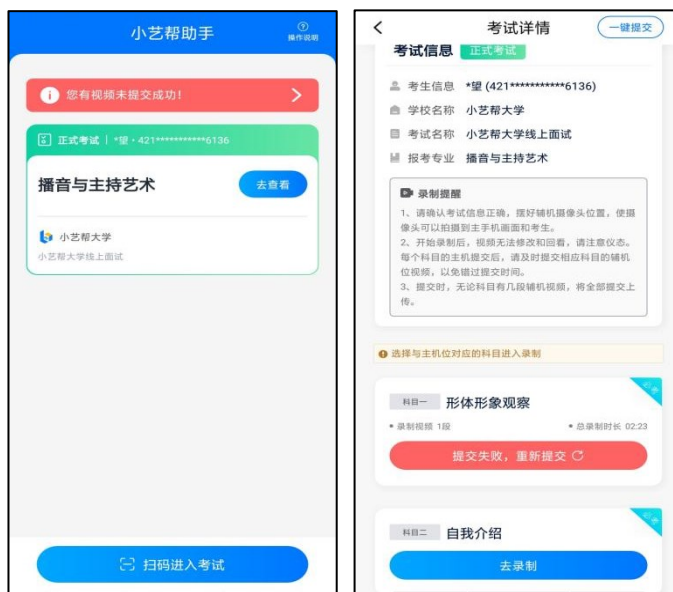 小艺帮助手
操作说明
您有视频未提交成功!
正式考试 | *望·421***********6136
播音与主持艺术
去查看
小艺帮大学
小艺帮大学线上面试
扫码进入考试
考试详情
一键提交
考试信息 正式考试
考生信息 *望 (421***********6136)
学校名称 小艺帮大学
考试名称 小艺帮大学线上面试
报考专业 播音与主持艺术
录制提醒
1、请确认考试信息正确,摆好辅机摄像头位置,使摄
像头可以拍摄到主手机画面和考生。
2、开始录制后,视频无法修改和回看,请注意仪态。
每个科目的主机提交后,请及时提交相应科目的辅机
位视频,以免错过提交时间。
3、提交时,无论科目有几段辅机视频,将全部提交上
传。
选择与主机位对应的科目进入录制
科目一 形体形象观察
必考
• 录制视频 1段 • 总录制时长 02:23
提交失败,重新提交
科目二 自我介绍
必考
去录制